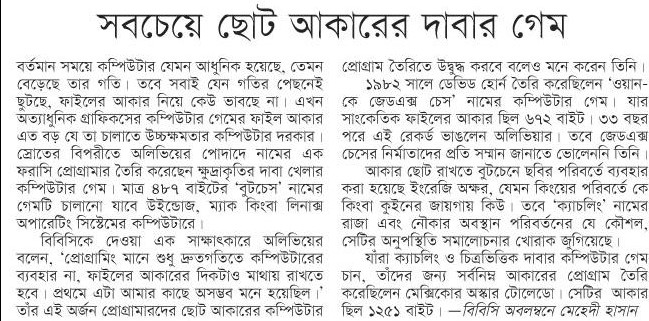 সবচেয়ে ছোট আকারের দাবার গেম
বর্তমান সময়ে কম্পিউটার যেমন আধুনিক হয়েছে, তেমন
বেড়েছে তার গতি। তবে সবাই যেন গতির পেছনেই
ছুটছে, ফাইলের আকার নিয়ে কেউ ভাবছে না। এখন
অত্যাধুনিক গ্রাফিকসের কম্পিউটার গেমের ফাইল আকার
এত বড় যে তা চালাতে উচ্চক্ষমতার কম্পিউটার দরকার।
স্রোতের বিপরীতে অলিভিয়ের পোদাদে নামের এক
ফরাসি প্রোগ্রামার তৈরি করেছেন ক্ষুদ্রাকৃতির দাবা খেলার
কম্পিউটার গেম। মাত্র ৪৮৭ বাইটের ‘বুটচেস’ নামের
গেমটি চালানো যাবে উইন্ডোজ, ম্যাক কিংবা লিনাক্স
অপারেটিং সিস্টেমের কম্পিউটারে।
বিবিসিকে দেওয়া এক সাক্ষাৎকারে অলিভিয়ের
বলেন, ‘প্রোগ্রামিং মানে শুধু দ্রুতগতিতে কম্পিউটারের
ব্যবহার না, ফাইলের আকারের দিকটাও মাথায় রাখতে
হবে। প্রথমে এটা আমার কাছে অসম্ভব মনে হয়েছিল।’
তাঁর এই অর্জন প্রোগ্রামারদের ছোট আকারের কম্পিউটার
প্রোগ্রাম তৈরিতে উদ্বুদ্ধ করবে বলেও মনে করেন তিনি।
১৯৮২ সালে ডেভিড হোর্ন তৈরি করেছিলেন ‘ওয়ান-
কে জেডএক্স চেস’ নামের কম্পিউটার গেম। যার
সাংকেতিক ফাইলের আকার ছিল ৬৭২ বাইট। ৩৩ বছর
পরে এই রেকর্ড ভাঙলেন অলিভিয়ার। তবে জেডএক্স
চেসের নির্মাতাদের প্রতি সম্মান জানাতে ভোলেননি তিনি।
আকার ছোট রাখতে বুটচেনে ছবির পরিবর্তে ব্যবহার
করা হয়েছে ইংরেজি অক্ষর, যেমন কিংয়ের পরিবর্তে কে
কিংবা কুইনের জায়গায় কিউ। তবে ‘ক্যাচলিং’ নামের
রাজা এবং নৌকার অবস্থান পরিবর্তনের যে কৌশল,
সেটির অনুপস্থিতি সমালোচনার খোরাক জুগিয়েছে।
যাঁরা ক্যাচলিং ও চিত্রভিত্তিক দাবার কম্পিউটার গেম
চান, তাঁদের জন্য সর্বনিম্ন আকারের প্রোগ্রাম তৈরি
করেছিলেন মেক্সিকোর অস্কার টোলেডো। সেটির আকার
ছিল ১২৫১ বাইট। —বিবিসি অবলম্বনে মেহেদী হাসান